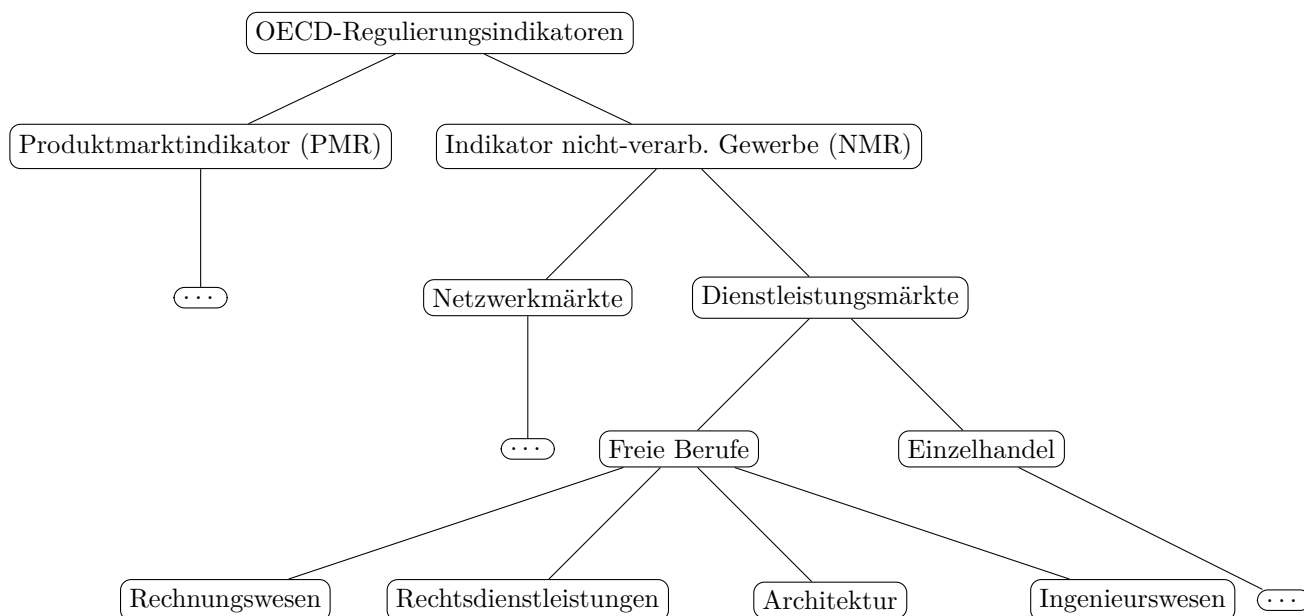 OECD-Regulierungsindikatoren
Produktmarktindikator (PMR)
Indikator nicht-verarb. Gewerbe (NMR)
...
Netzwerkmärkte
Dienstleistungsmärkte
...
Freie Berufe
Einzelhandel
Rechnungswesen
Rechtsdienstleistungen
Architektur
Ingenieurswesen
...